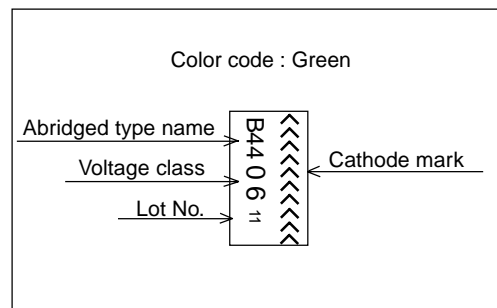 Color code : Green
Abridged type name
Voltage class
Lot No.
B44 0 6 11
Cathode mark